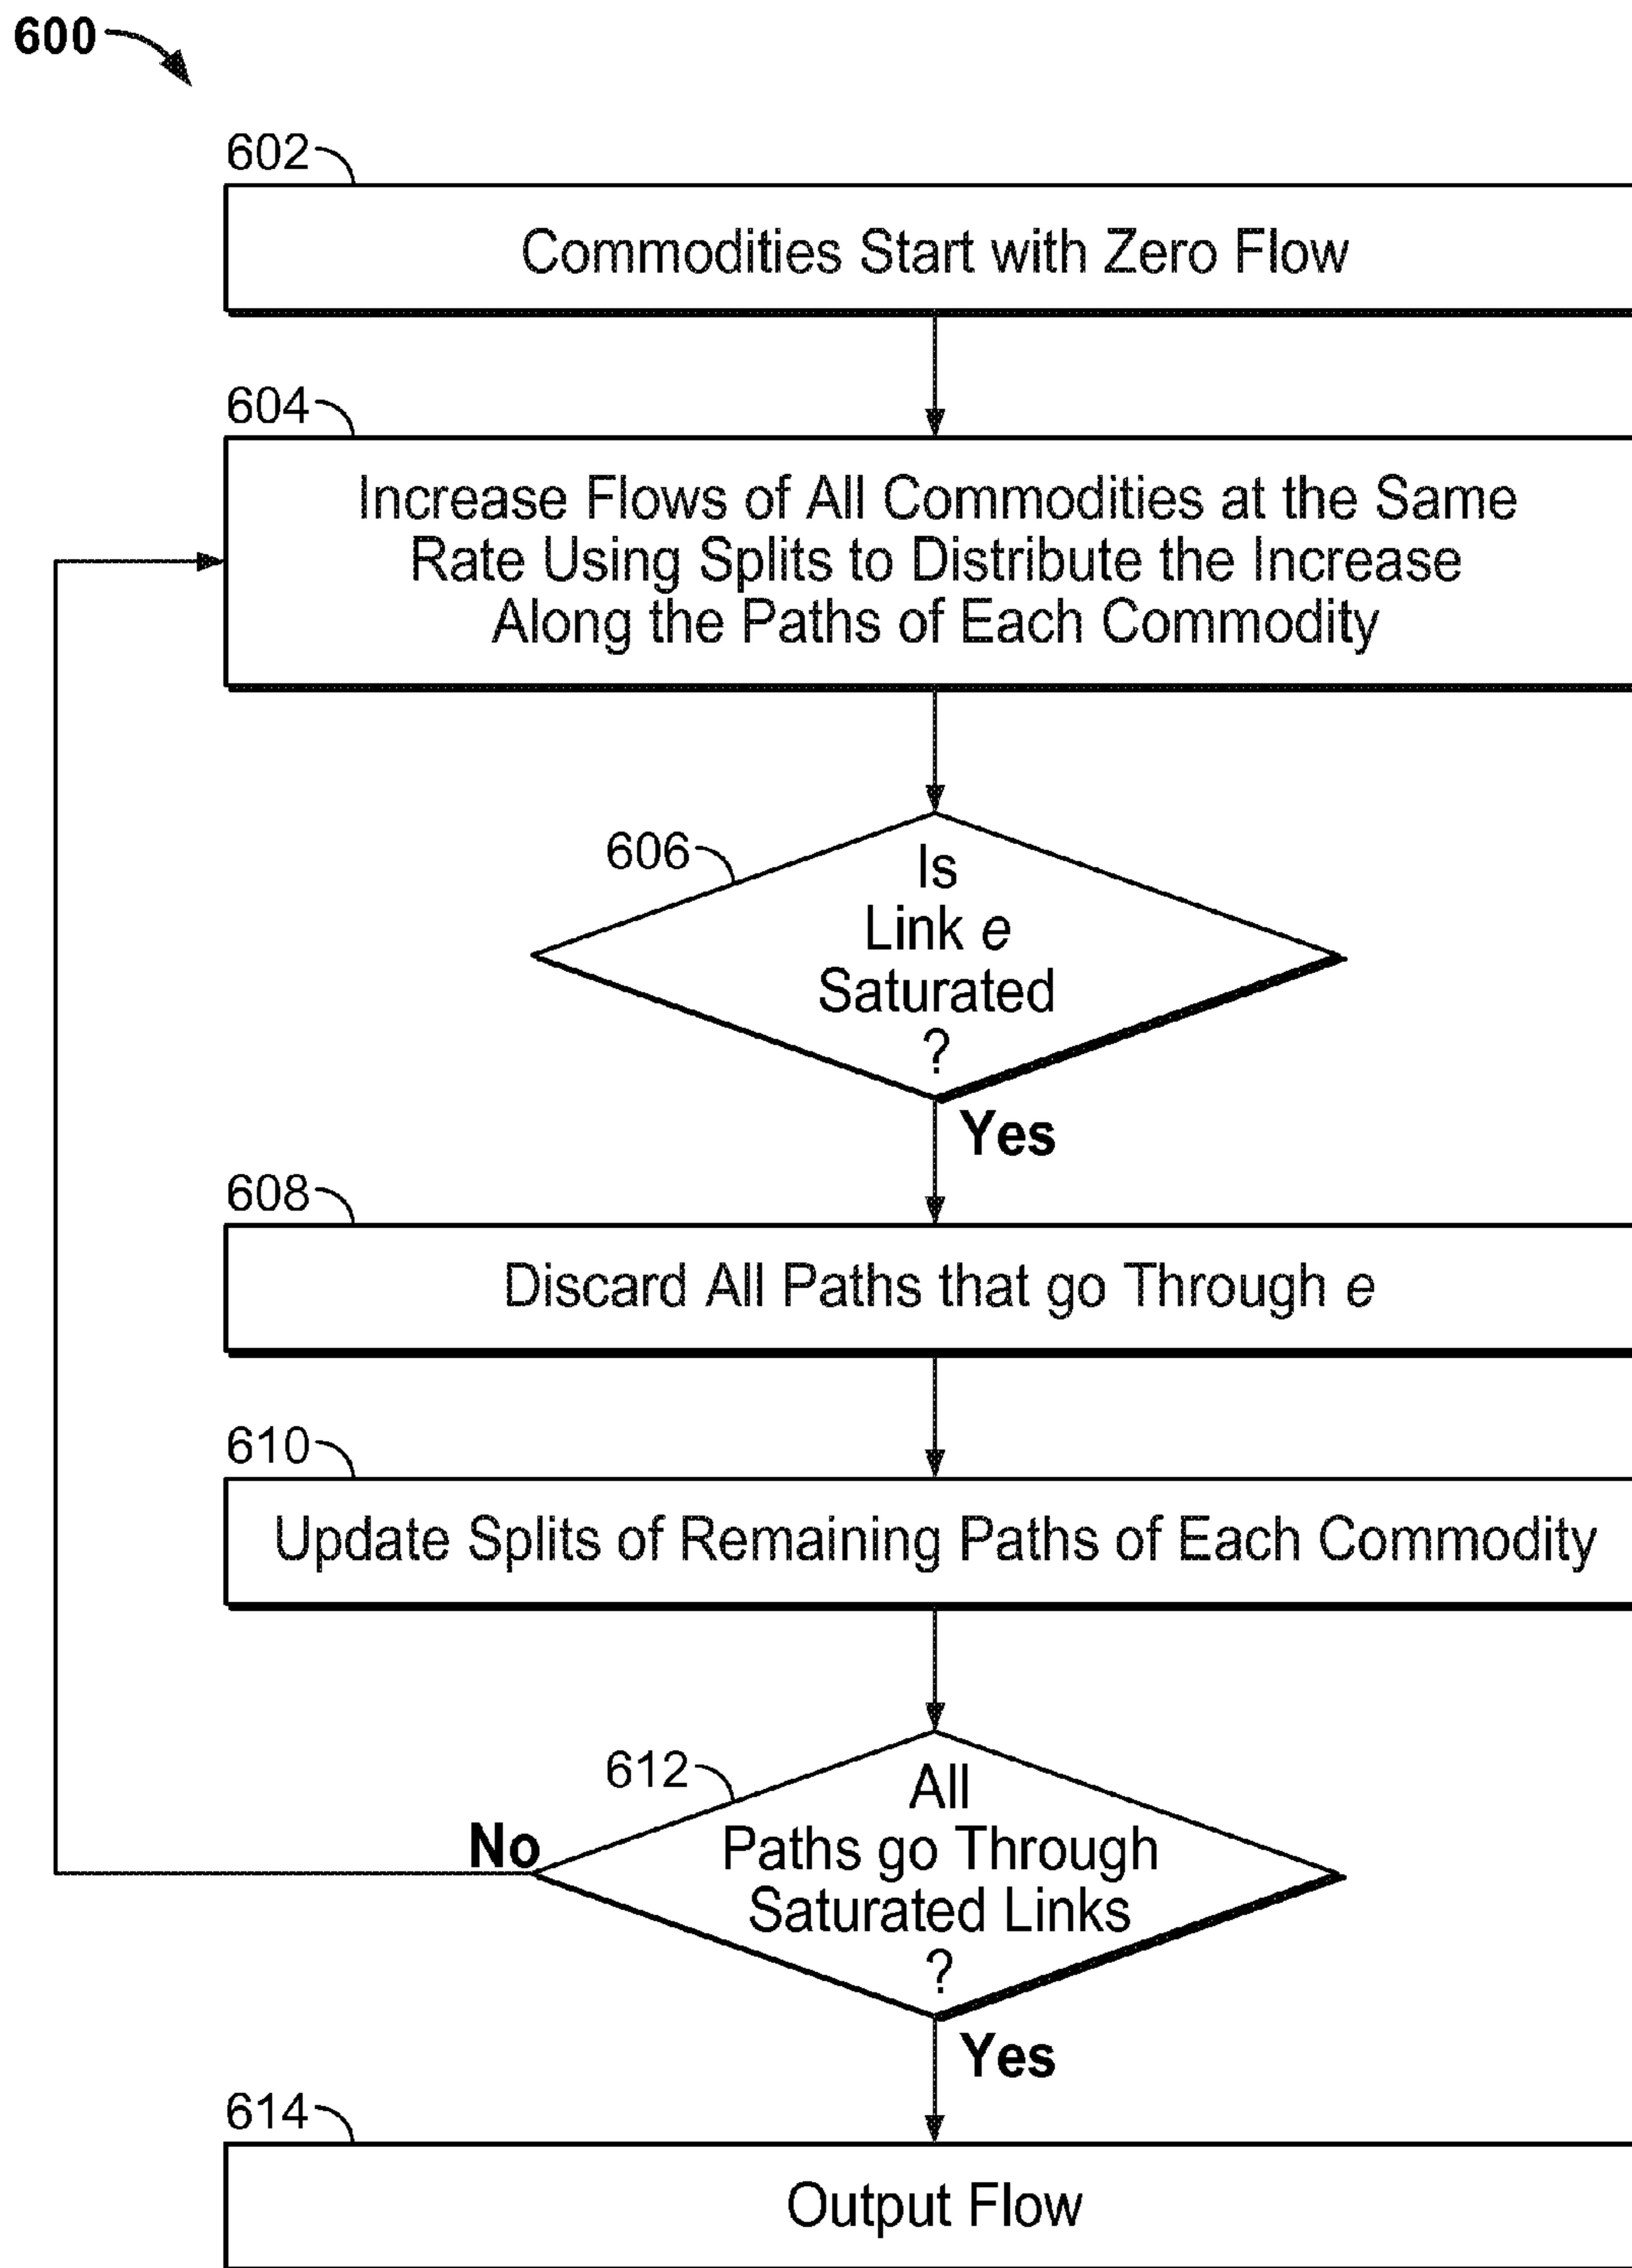 600
602
Commodities Start with Zero Flow
604
Increase Flows of All Commodities at the Same
Rate Using Splits to Distribute the Increase
Along the Paths of Each Commodity
606
Is
Link e
Saturated
?
Yes
608
Discard All Paths that go Through e
610
Update Splits of Remaining Paths of Each Commodity
612
All
Paths go Through
Saturated Links
?
No
Yes
614
Output Flow